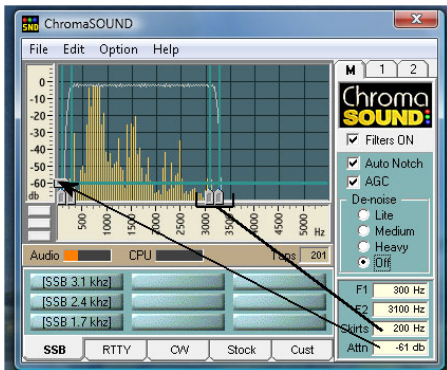 SND ChromaSOUND
File Edit Option Help
M 1 2
0
-10
-20
-30
-40
-50
-60
db
500 1000 1500 2000 2500 3000 3500 4000 4500 5000 Hz
Chroma
SOUND:
Filters ON
Auto Notch
AGC
De-noise
Lite
Medium
Heavy
Off
Audio CPU Taps 201
[SSB 3.1 khz]
[SSB 2.4 khz]
[SSB 1.7 khz]
F1 300 Hz
F2 3100 Hz
Skirts 200 Hz
Attn -61 db
SSB RTTY CW Stock Cust